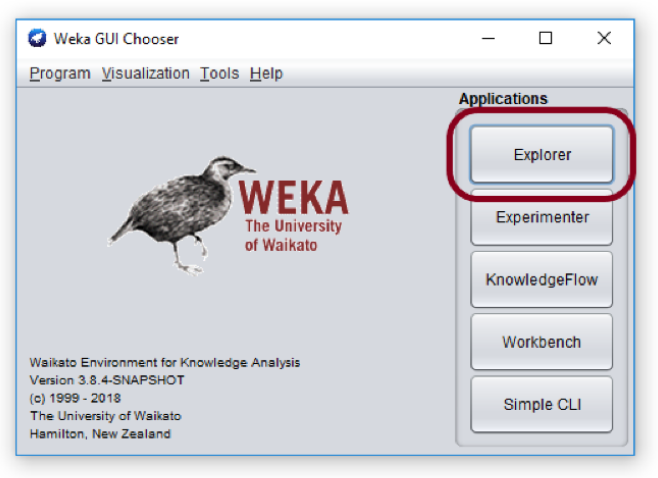 Weka GUI Chooser
Program Visualization Tools Help
Applications
Explorer
Experimenter
KnowledgeFlow
Workbench
Simple CLI
WEKA
The University
of Waikato
Waikato Environment for Knowledge Analysis
Version 3.8.4-SNAPSHOT
(c) 1999 - 2018
The University of Waikato
Hamilton, New Zealand